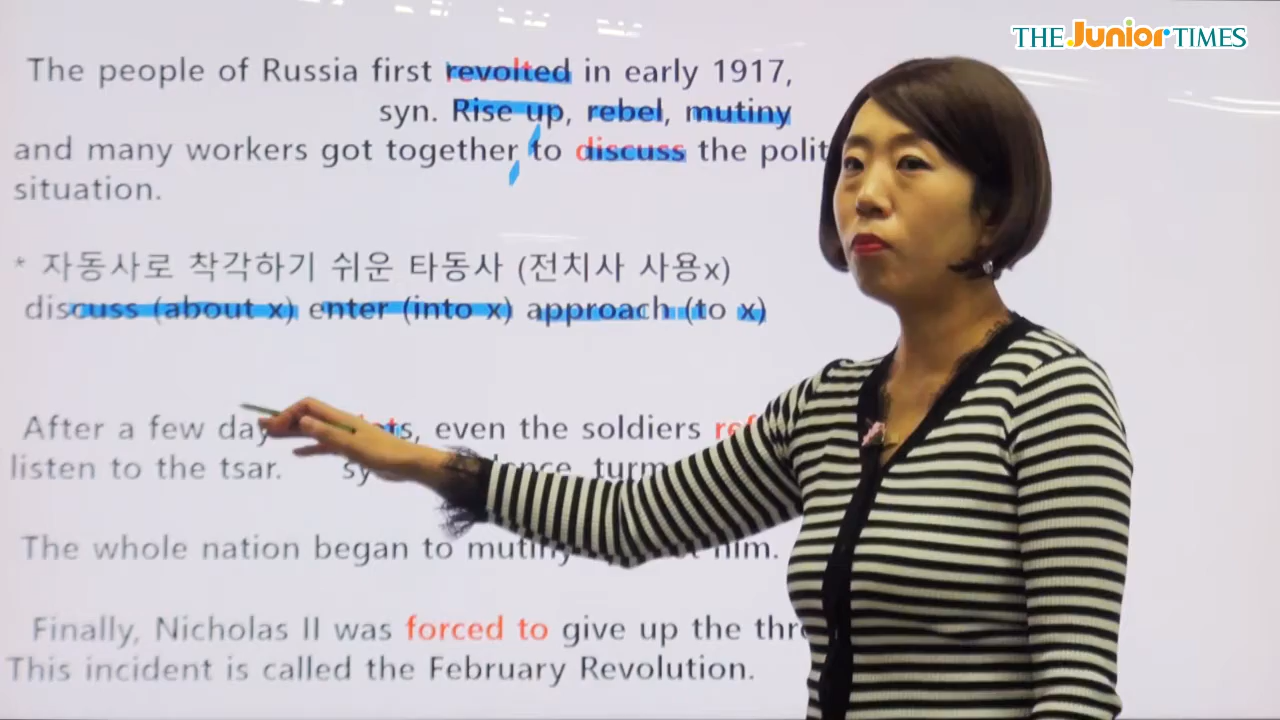 THE Junior TIMES
The people of Russia first revolted in early 1917,
syn. Rise up, rebel, mutiny
and many workers got together to discuss the
situation.
* 자동사로 착각하기 쉬운 타동사 (전치사 사용x)
discuss (about x) enter (into x) approach (to x)
After a few even the soldiers
listen to the tsar.
The whole nation began to him.
Finally, Nicholas II was forced to give up the
This incident is called the February Revolution.